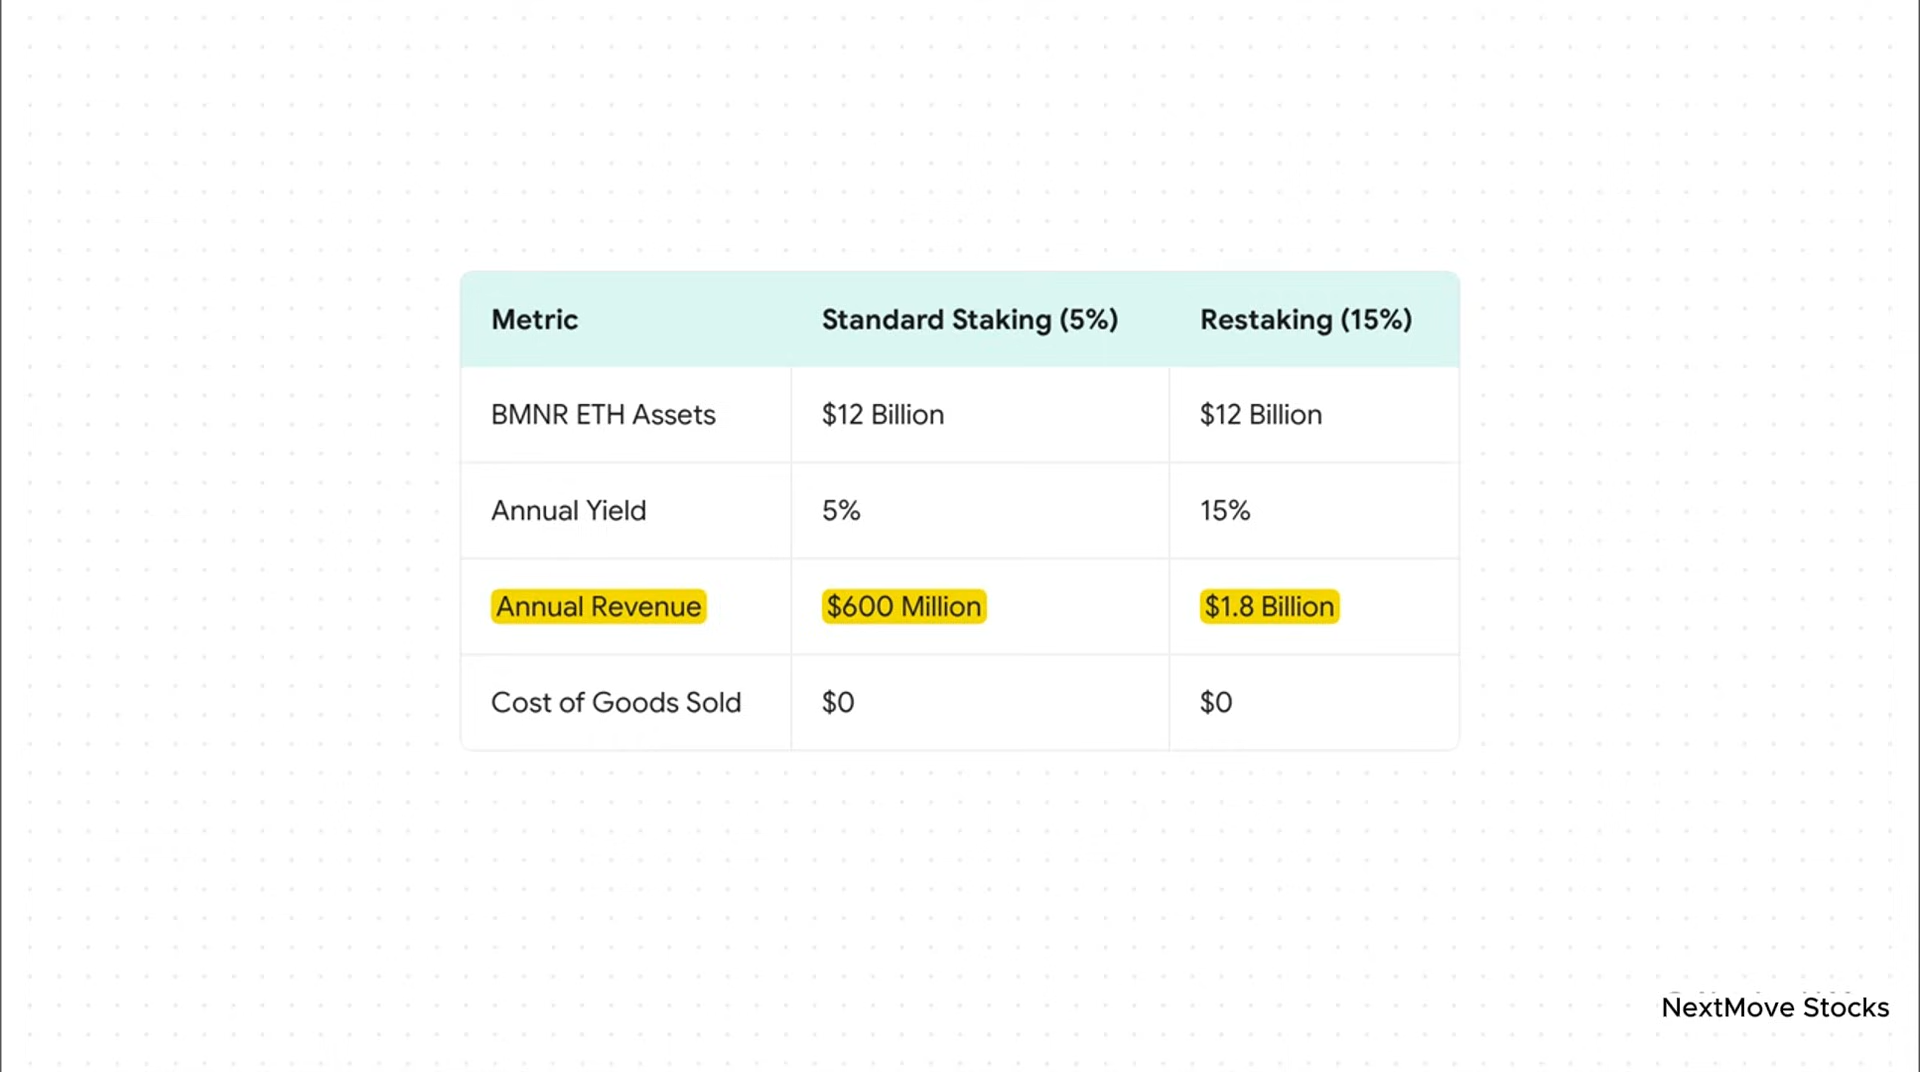 Metric Standard Staking (5%) Restaking (15%)
BMNR ETH Assets $12 Billion $12 Billion
Annual Yield 5% 15%
Annual Revenue $600 Million $1.8 Billion
Cost of Goods Sold $0 $0
NextMove Stocks